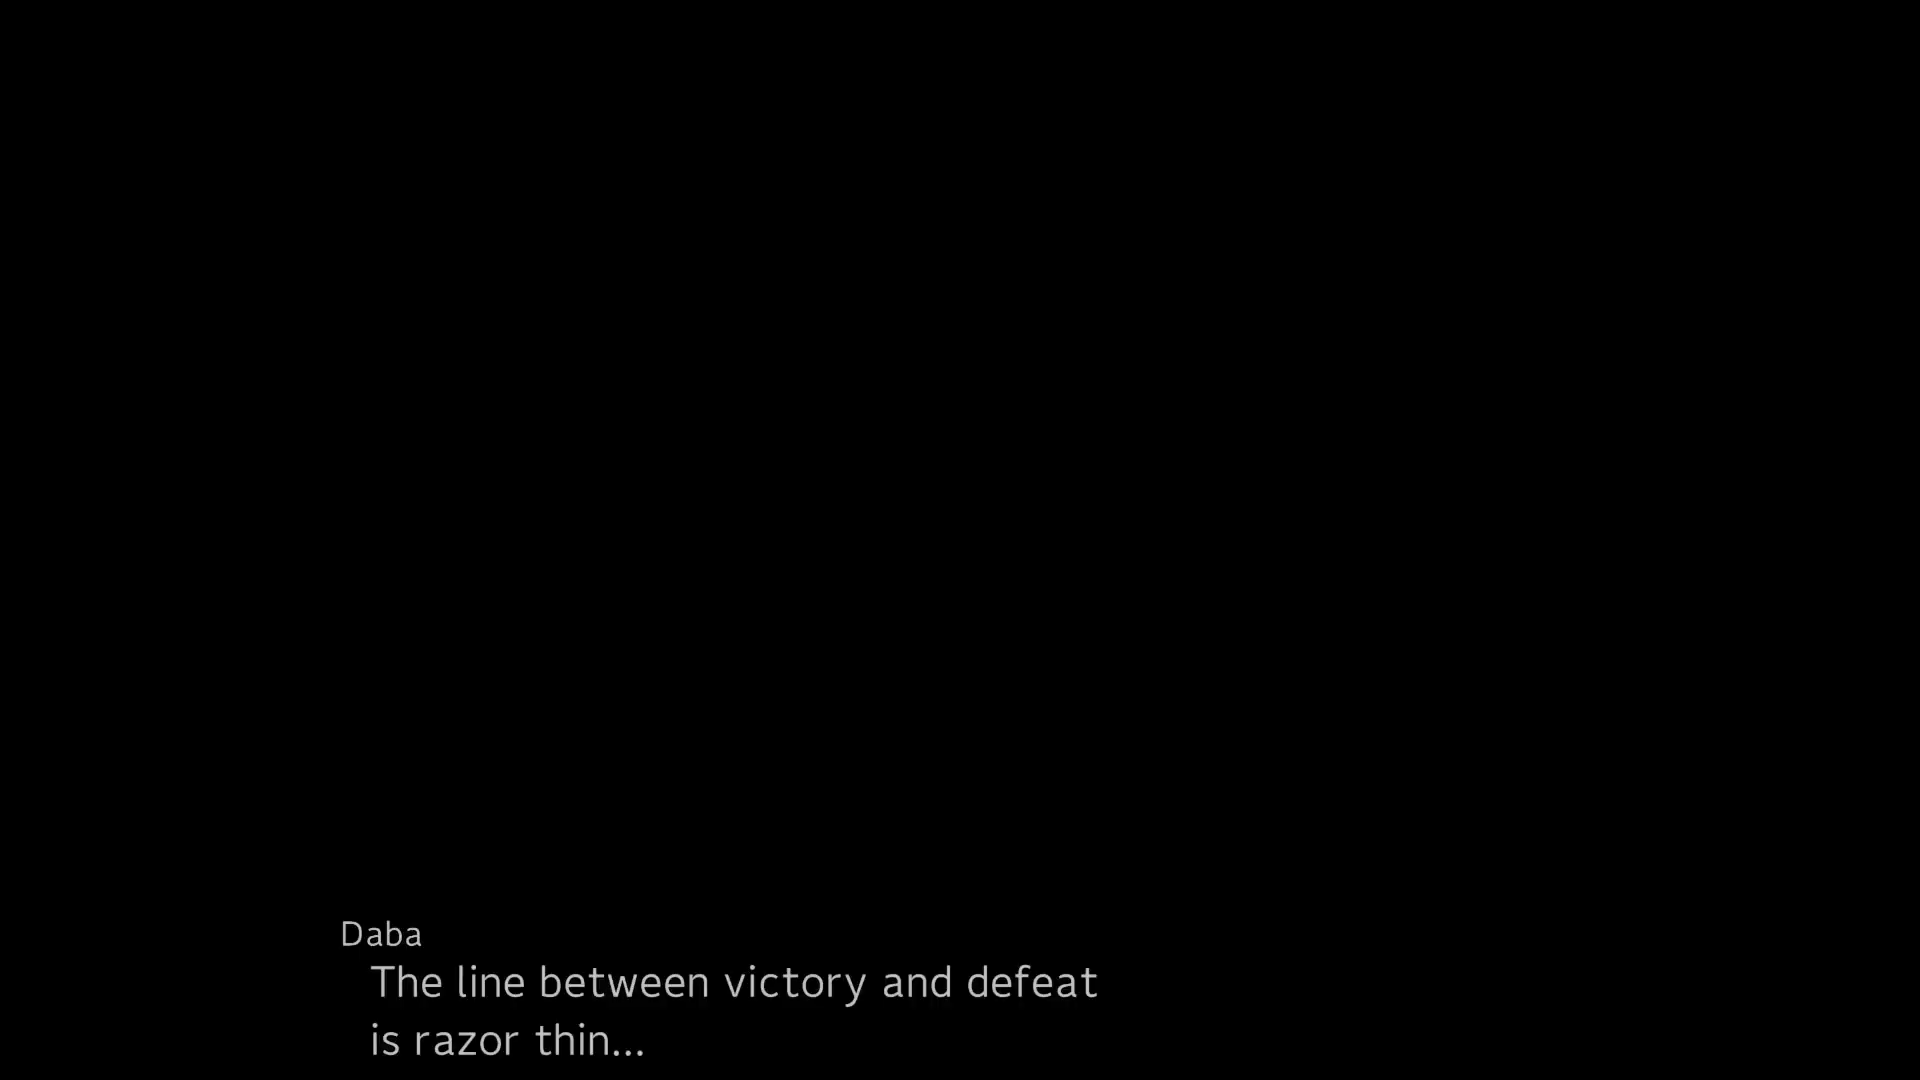 Daba
The line between victory and defeat
is razor thin...